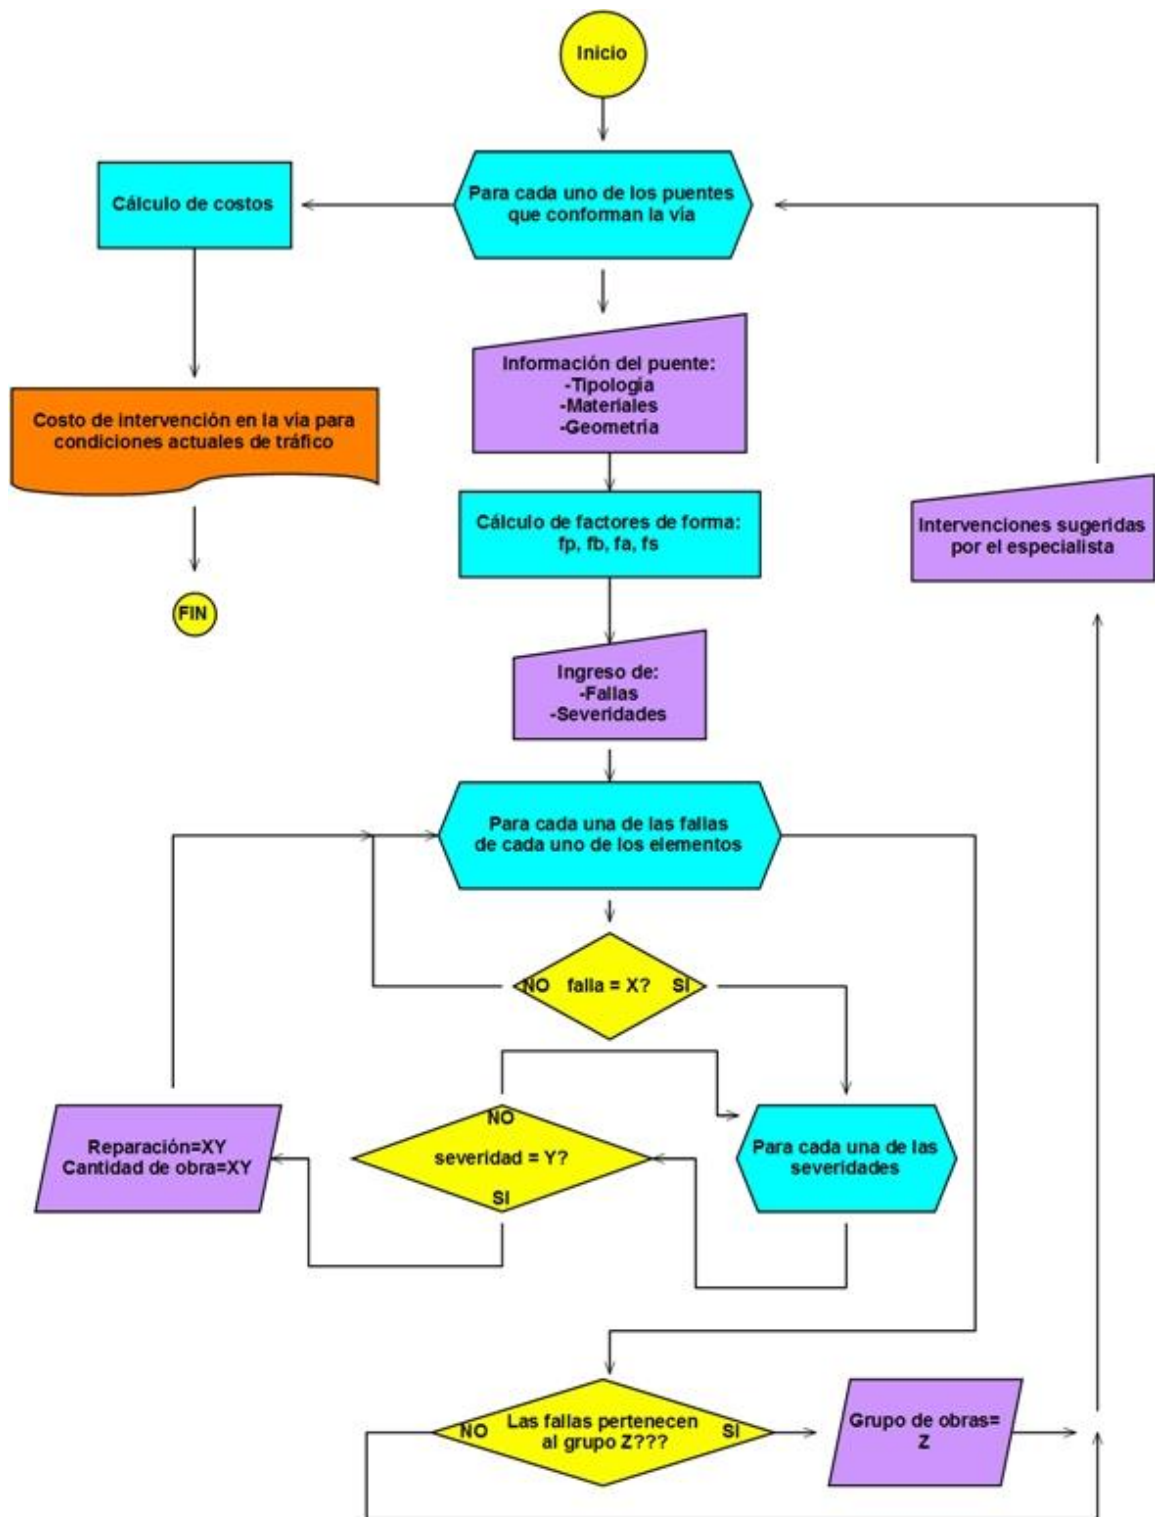 Inicio
Para cada uno de los puentes
que conforman la vía
Cálculo de costos
Información del puente:
-Tipología
-Materiales
-Geometría
Costo de intervención en la vía para
condiciones actuales de tráfico
Cálculo de factores de forma:
fp, fb, fa, fs
Intervenciones sugeridas
por el especialista
FIN
Ingreso de:
-Fallas
-Severidades
Para cada una de las fallas
de cada uno de los elementos
NO falla = X? SI
NO
severidad = Y?
SI
Reparación=XY
Cantidad de obra=XY
Para cada una de las
severidades
NO Las fallas pertenecen SI
al grupo Z???
Grupo de obras=
Z